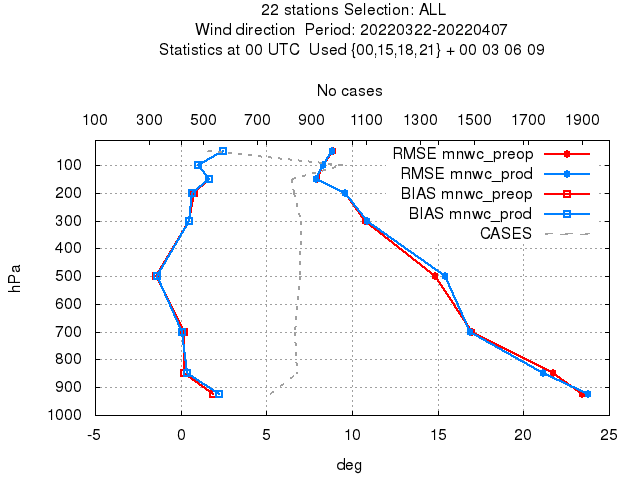 22 stations Selection: ALL
Wind direction  Period: 20220322-20220407
Statistics at 00 UTC  Used {00,15,18,21} + 00 03 06 09
No cases
100 300 500 700 900 1100 1300 1500 1700 1900
RMSE mnwc_preop
RMSE mnwc_prod
BIAS mnwc_preop
BIAS mnwc_prod
CASES
100
200
300
400
500
600
700
800
900
1000
hPa
-5 0 5 10 15 20 25
deg